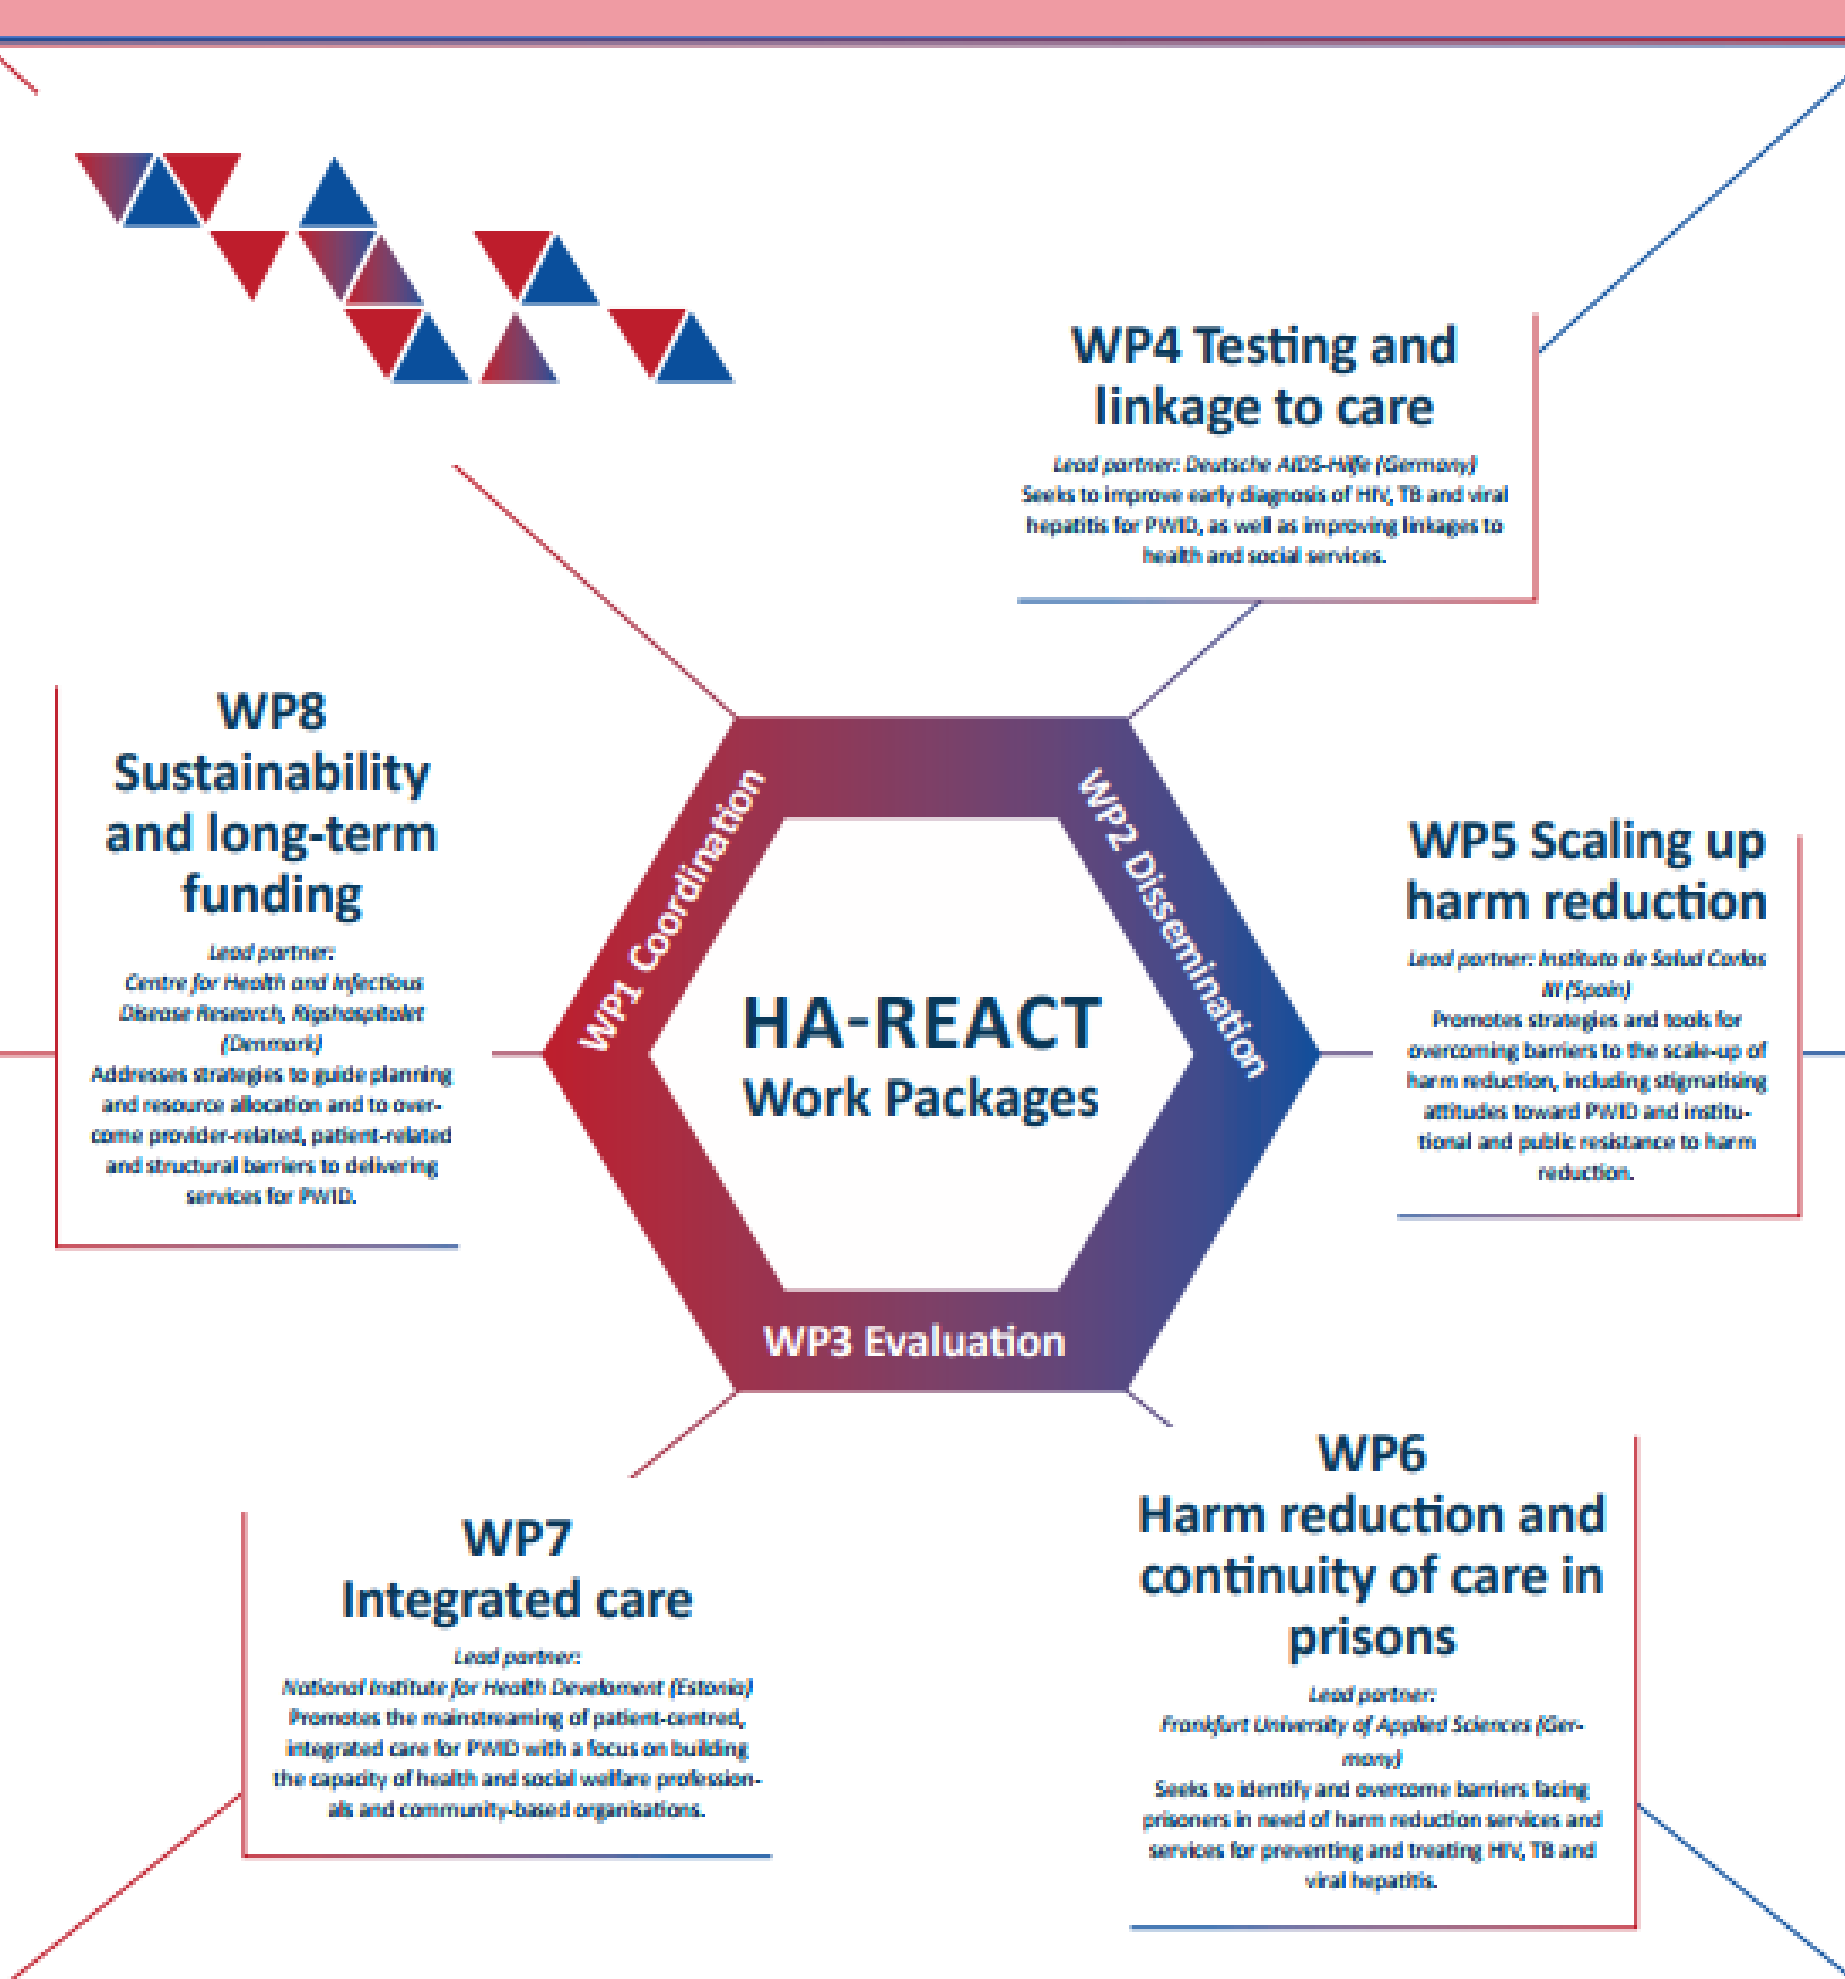 WP4 Testing and
linkage to care
Lead partner: Deutsche AIDS-Hilfe (Germany)
Seeks to improve early diagnosis of HIV, TB and viral
hepatitis for PWID, as well as improving linkages to
health and social services.
WP8
Sustainability
and long-term
funding
Lead partner:
Centre for Health and Infectious
Disease Research, Rigshospitalet
(Denmark)
Addresses strategies to guide planning
and resource allocation and to over-
come provider-related, patient-related
and structural barriers to delivering
services for PWID.
WP1 Coordination
WP2 Dissemination
HA-REACT
Work Packages
WP3 Evaluation
WP5 Scaling up
harm reduction
Lead partner: Instituto de Salud Carlos
III (Spain)
Promotes strategies and tools for
overcoming barriers to the scale-up of
harm reduction, including stigmatising
attitudes toward PWID and institu-
tional and public resistance to harm
reduction.
WP7
Integrated care
Lead partner:
National Institute for Health Develoment (Estonia)
Promotes the mainstreaming of patient-centred,
integrated care for PWID with a focus on building
the capacity of health and social welfare profession-
als and community-based organisations.
WP6
Harm reduction and
continuity of care in
prisons
Lead partner:
Frankfurt University of Applied Sciences (Ger-
many)
Seeks to identify and overcome barriers facing
prisoners in need of harm reduction services and
services for preventing and treating HIV, TB and
viral hepatitis.